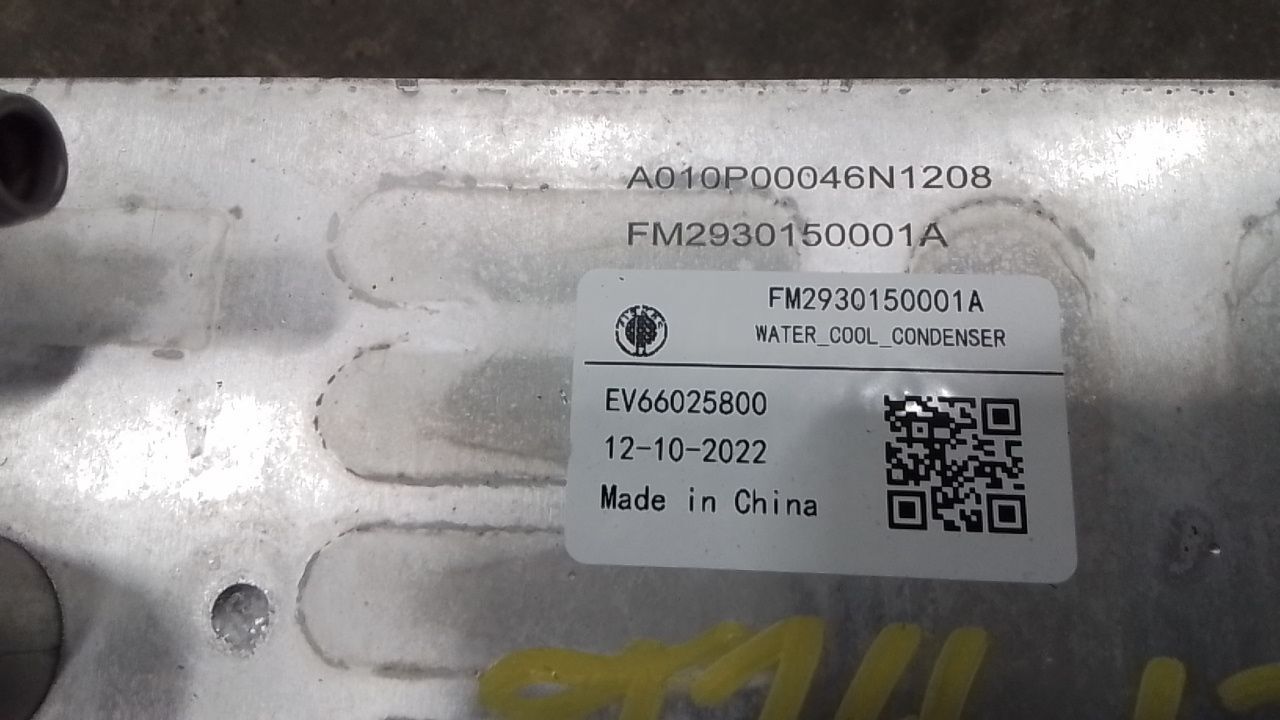 A010P00046N1208
FM2930150001A
FM2930150001A
WATER_COOL_CONDENSER
EV66025800
12-10-2022
Made in China